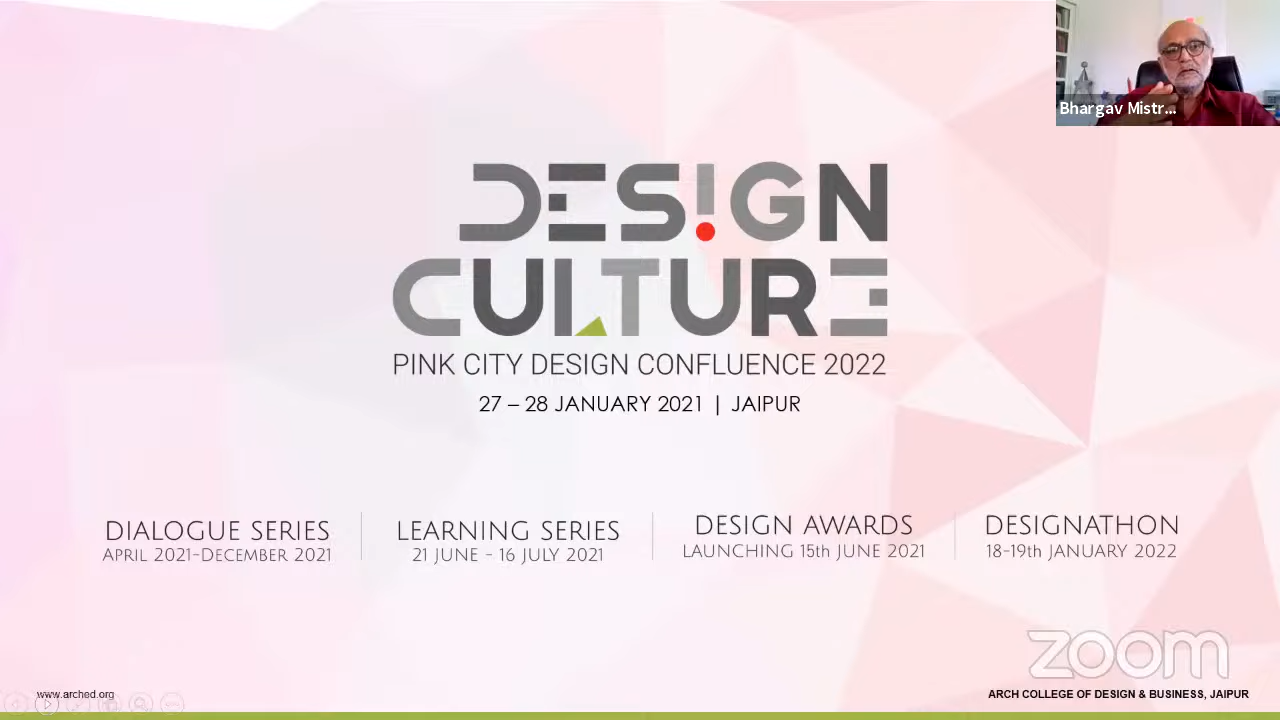 Bhargav Mistr...
DES!GN
CULTURE
PINK CITY DESIGN CONFLUENCE 2022
27 – 28 JANUARY 2021 | JAIPUR
DIALOGUE SERIES
APRIL 2021-DECEMBER 2021
LEARNING SERIES
21 JUNE - 16 JULY 2021
DESIGN AWARDS
LAUNCHING 15th JUNE 2021
DESIGNATHON
18-19th JANUARY 2022
zoom
www.arched.org
ARCH COLLEGE OF DESIGN & BUSINESS, JAIPUR